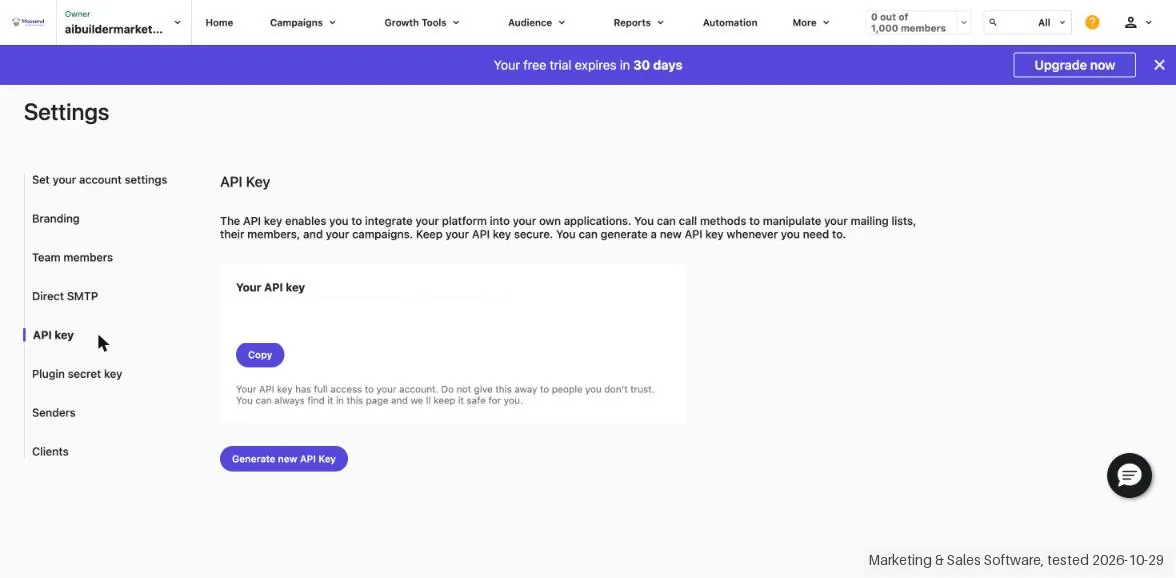 Moosend
Owner
aibuildermarket...
Home
Campaigns
Growth Tools
Audience
Reports
Automation
More
0 out of
1,000 members
All
?
Your free trial expires in 30 days
Upgrade now
Settings
Set your account settings
Branding
Team members
Direct SMTP
API key
Plugin secret key
Senders
Clients
API Key
The API key enables you to integrate your platform into your own applications. You can call methods to manipulate your mailing lists,
their members, and your campaigns. Keep your API key secure. You can generate a new API key whenever you need to.
Your API key
Copy
Your API key has full access to your account. Do not give this away to people you don't trust.
You can always find it in this page and we ll keep it safe for you.
Generate new API Key
Marketing & Sales Software, tested 2026-10-29